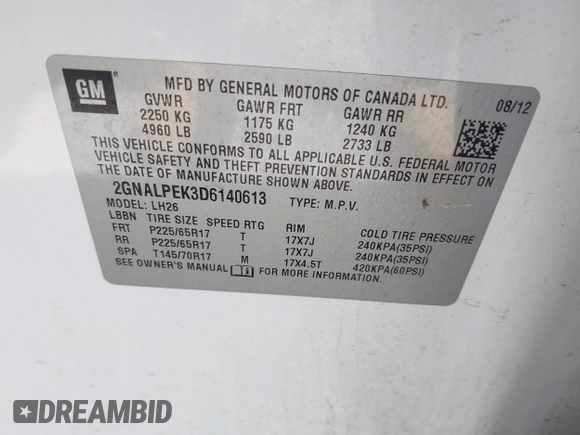 GM
MFD BY GENERAL MOTORS OF CANADA LTD. 08/12
GVWR GAWR FRT GAWR RR
2250 KG 1175 KG 1240 KG
4960 LB 2590 LB 2733 LB
THIS VEHICLE CONFORMS TO ALL APPLICABLE U.S. FEDERAL MOTOR
VEHICLE SAFETY AND THEFT PREVENTION STANDARDS IN EFFECT ON
THE DATE OF MANUFACTURE SHOWN ABOVE.
2GNALPEK3D6140613 TYPE: M.P.V.
MODEL: LH26
LBBN TIRE SIZE SPEED RTG RIM COLD TIRE PRESSURE
FRT P225/65R17 T 17X7J 240KPA(35PSI)
RR P225/65R17 T 17X7J 240KPA(35PSI)
SPA T145/70R17 M 17X4.5T 420KPA(60PSI)
SEE OWNER'S MANUAL FOR MORE INFORMATION
DREAMBID